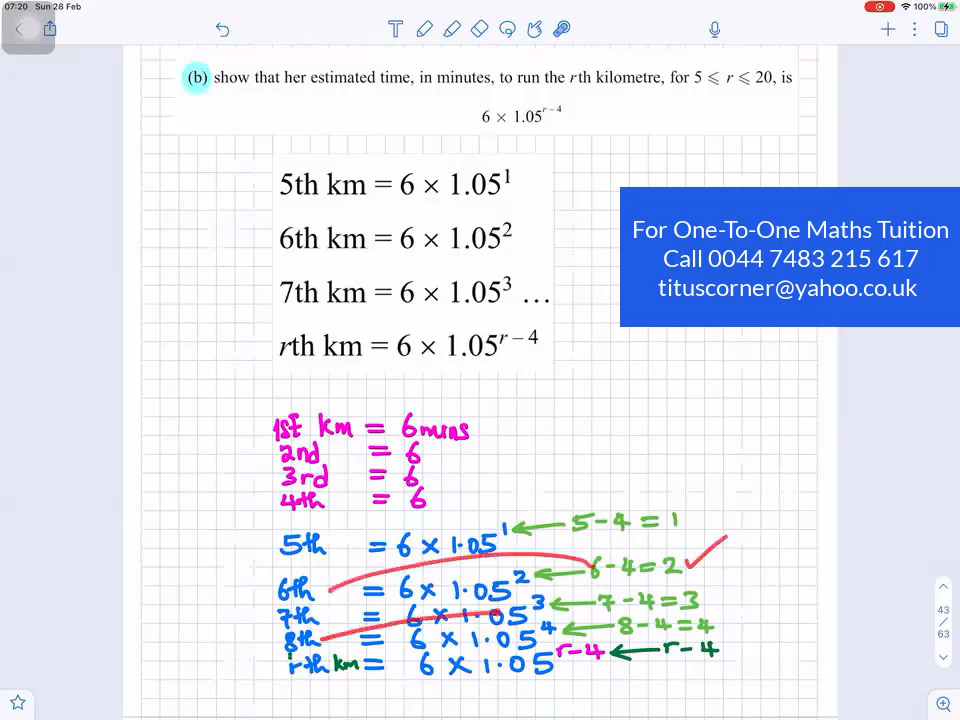 07:20 Sun 28 Feb
100%
(b) show that her estimated time, in minutes, to run the rth kilometre, for 5 ⩽ r ⩽ 20, is
6 × 1.05^{r – 4}
5th km = 6 × 1.05^1
6th km = 6 × 1.05^2
7th km = 6 × 1.05^3 …
rth km = 6 × 1.05^{r – 4}
For One-To-One Maths Tuition
Call 0044 7483 215 617
tituscorner@yahoo.co.uk
1st km = 6mins
2nd = 6
3rd = 6
4th = 6
5th = 6 × 1.05^1 ← 5-4 = 1
6th = 6 × 1.05^2 ← 6-4 = 2 ✓
7th = 6 × 1.05^3 ← 7-4 = 3
8th = 6 × 1.05^4 ← 8-4 = 4
rth km = 6 × 1.05^{r-4} ← r-4
43
63